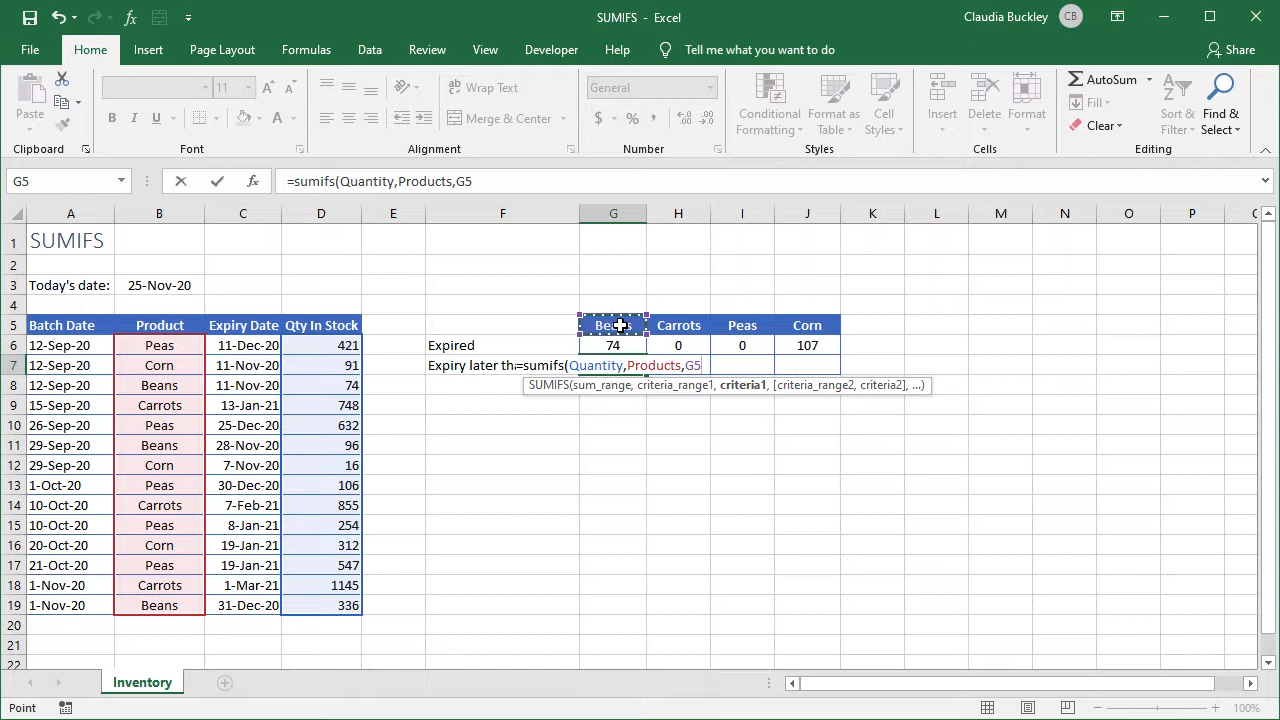 SUMIFS - Excel
Claudia Buckley CB
File Home Insert Page Layout Formulas Data Review View Developer Help Tell me what you want to do Share
Paste
11 A A
B I U A
Wrap Text
Merge & Center
General
$ % ,
Conditional Formatting
Format as Table
Cell Styles
Insert Delete Format
AutoSum
Fill
Clear
Sort & Filter
Find & Select
Clipboard Font Alignment Number Styles Cells Editing
G5 fx =sumifs(Quantity,Products,G5
A B C D E F G H I J K L M N O P
1 SUMIFS
2
3 Today's date: 25-Nov-20
4
5 Batch Date Product Expiry Date Qty In Stock Carrots Peas Corn
6 12-Sep-20 Peas 11-Dec-20 421 Expired 74 0 0 107
7 12-Sep-20 Corn 11-Nov-20 91 Expiry later th =sumifs(Quantity,Products,G5
8 12-Sep-20 Beans 11-Nov-20 74 SUMIFS(sum_range, criteria_range1, criteria1, [criteria_range2, criteria2], ...)
9 15-Sep-20 Carrots 13-Jan-21 748
10 26-Sep-20 Peas 25-Dec-20 632
11 29-Sep-20 Beans 28-Nov-20 96
12 29-Sep-20 Corn 7-Nov-20 16
13 1-Oct-20 Peas 30-Dec-20 106
14 10-Oct-20 Carrots 7-Feb-21 855
15 10-Oct-20 Peas 8-Jan-21 254
16 20-Oct-20 Corn 19-Jan-21 312
17 21-Oct-20 Peas 19-Jan-21 547
18 1-Nov-20 Carrots 1-Mar-21 1145
19 1-Nov-20 Beans 31-Dec-20 336
20
21
22
Inventory
Point 100%